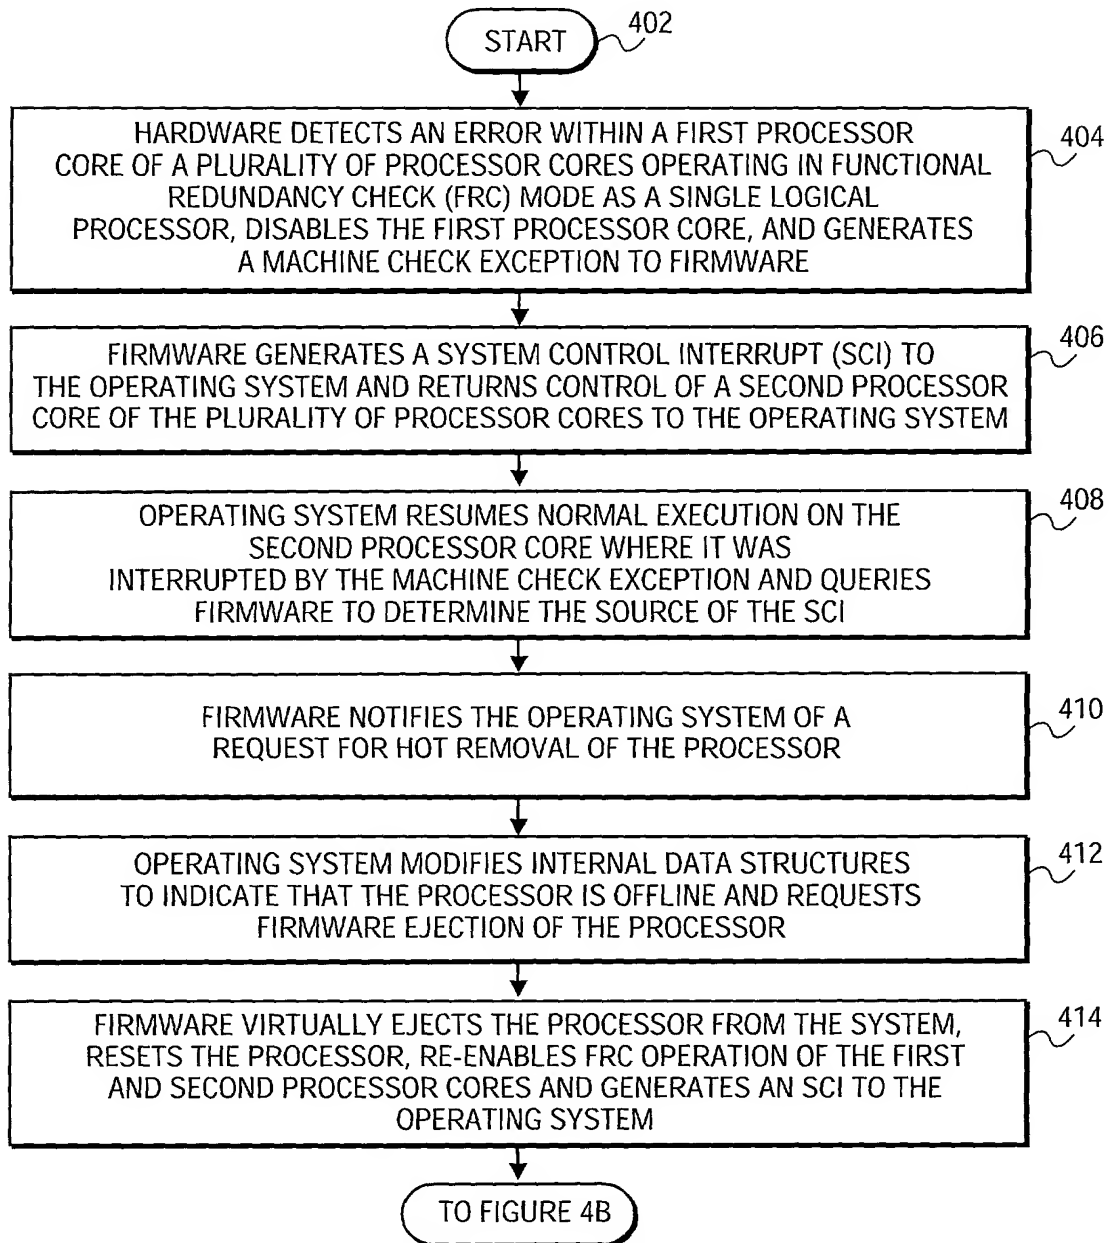 START
402
HARDWARE DETECTS AN ERROR WITHIN A FIRST PROCESSOR
CORE OF A PLURALITY OF PROCESSOR CORES OPERATING IN FUNCTIONAL
REDUNDANCY CHECK (FRC) MODE AS A SINGLE LOGICAL
PROCESSOR, DISABLES THE FIRST PROCESSOR CORE, AND GENERATES
A MACHINE CHECK EXCEPTION TO FIRMWARE
404
FIRMWARE GENERATES A SYSTEM CONTROL INTERRUPT (SCI) TO
THE OPERATING SYSTEM AND RETURNS CONTROL OF A SECOND PROCESSOR
CORE OF THE PLURALITY OF PROCESSOR CORES TO THE OPERATING SYSTEM
406
OPERATING SYSTEM RESUMES NORMAL EXECUTION ON THE
SECOND PROCESSOR CORE WHERE IT WAS
INTERRUPTED BY THE MACHINE CHECK EXCEPTION AND QUERIES
FIRMWARE TO DETERMINE THE SOURCE OF THE SCI
408
FIRMWARE NOTIFIES THE OPERATING SYSTEM OF A
REQUEST FOR HOT REMOVAL OF THE PROCESSOR
410
OPERATING SYSTEM MODIFIES INTERNAL DATA STRUCTURES
TO INDICATE THAT THE PROCESSOR IS OFFLINE AND REQUESTS
FIRMWARE EJECTION OF THE PROCESSOR
412
FIRMWARE VIRTUALLY EJECTS THE PROCESSOR FROM THE SYSTEM,
RESETS THE PROCESSOR, RE-ENABLES FRC OPERATION OF THE FIRST
AND SECOND PROCESSOR CORES AND GENERATES AN SCI TO THE
OPERATING SYSTEM
414
TO FIGURE 4B